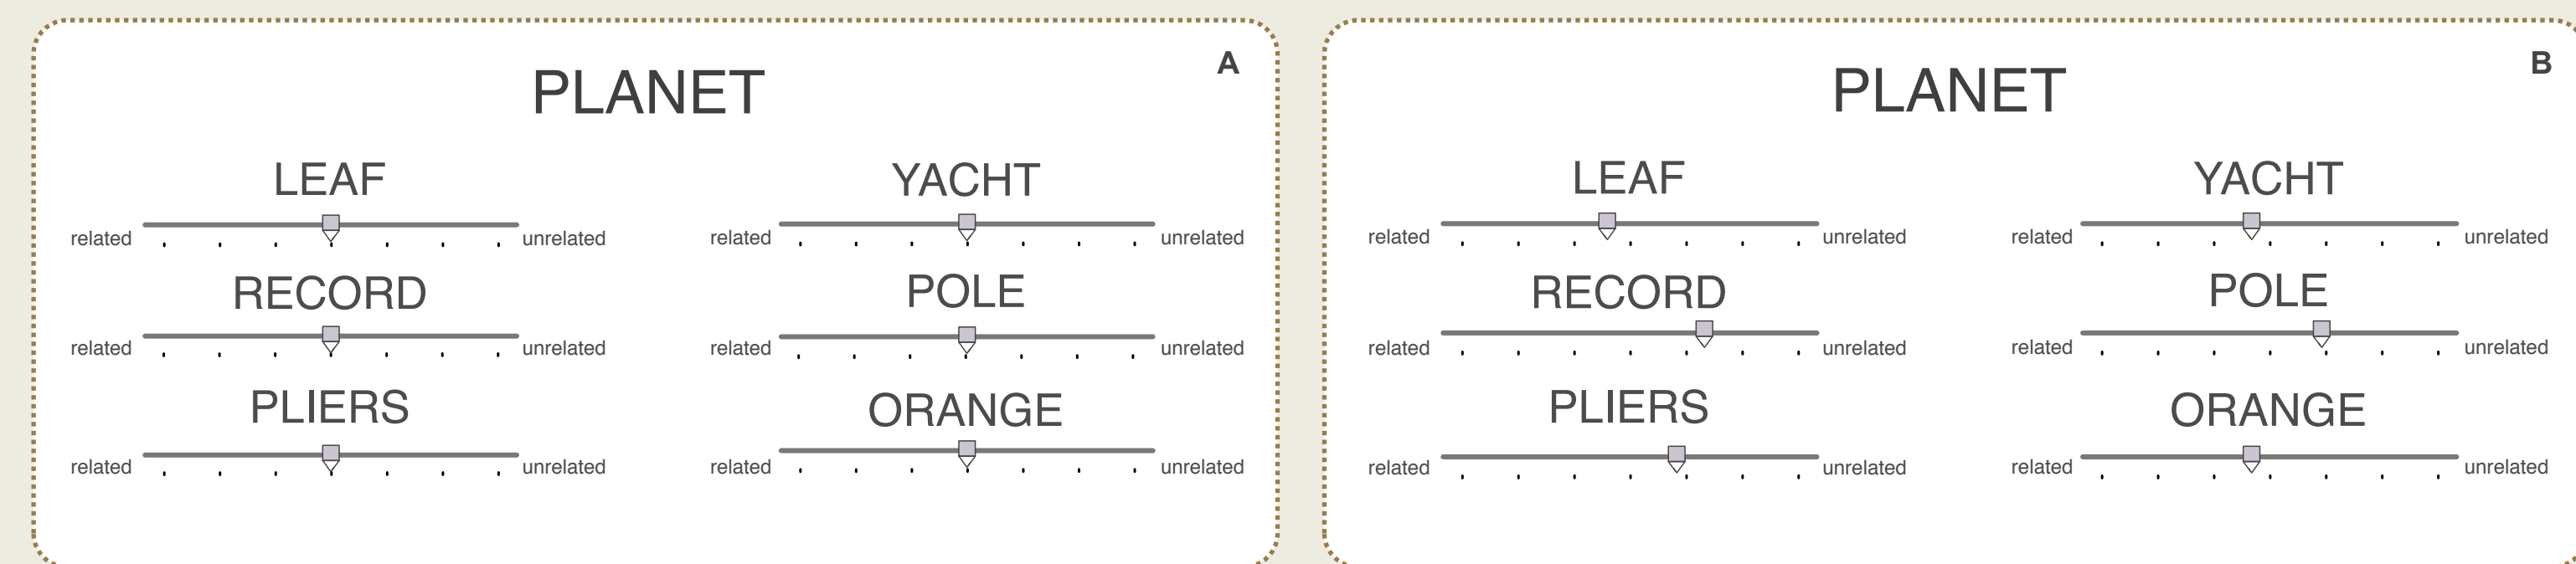 A
PLANET
LEAF
related unrelated
YACHT
related unrelated
RECORD
related unrelated
POLE
related unrelated
PLIERS
related unrelated
ORANGE
related unrelated
B
PLANET
LEAF
related unrelated
YACHT
related unrelated
RECORD
related unrelated
POLE
related unrelated
PLIERS
related unrelated
ORANGE
related unrelated